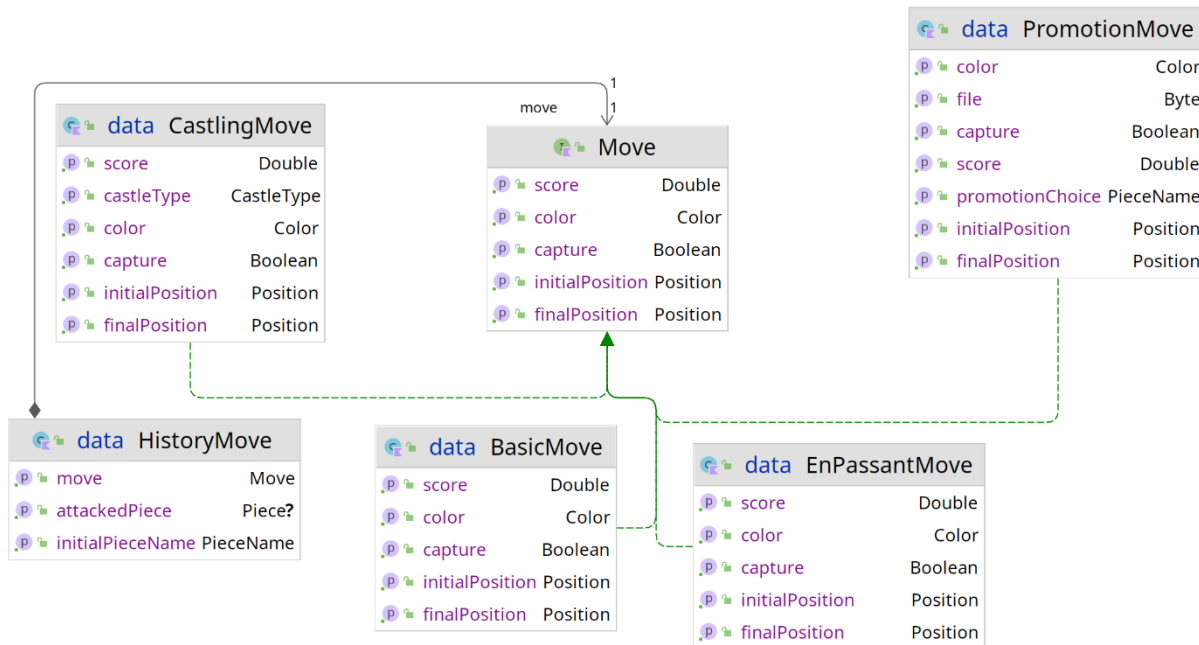 data PromotionMove
color Color
file Byte
capture Boolean
score Double
promotionChoice PieceName
initialPosition Position
finalPosition Position
1
move 1
data CastlingMove
score Double
castleType CastleType
color Color
capture Boolean
initialPosition Position
finalPosition Position
Move
score Double
color Color
capture Boolean
initialPosition Position
finalPosition Position
data HistoryMove
move Move
attackedPiece Piece?
initialPieceName PieceName
data BasicMove
score Double
color Color
capture Boolean
initialPosition Position
finalPosition Position
data EnPassantMove
score Double
color Color
capture Boolean
initialPosition Position
finalPosition Position